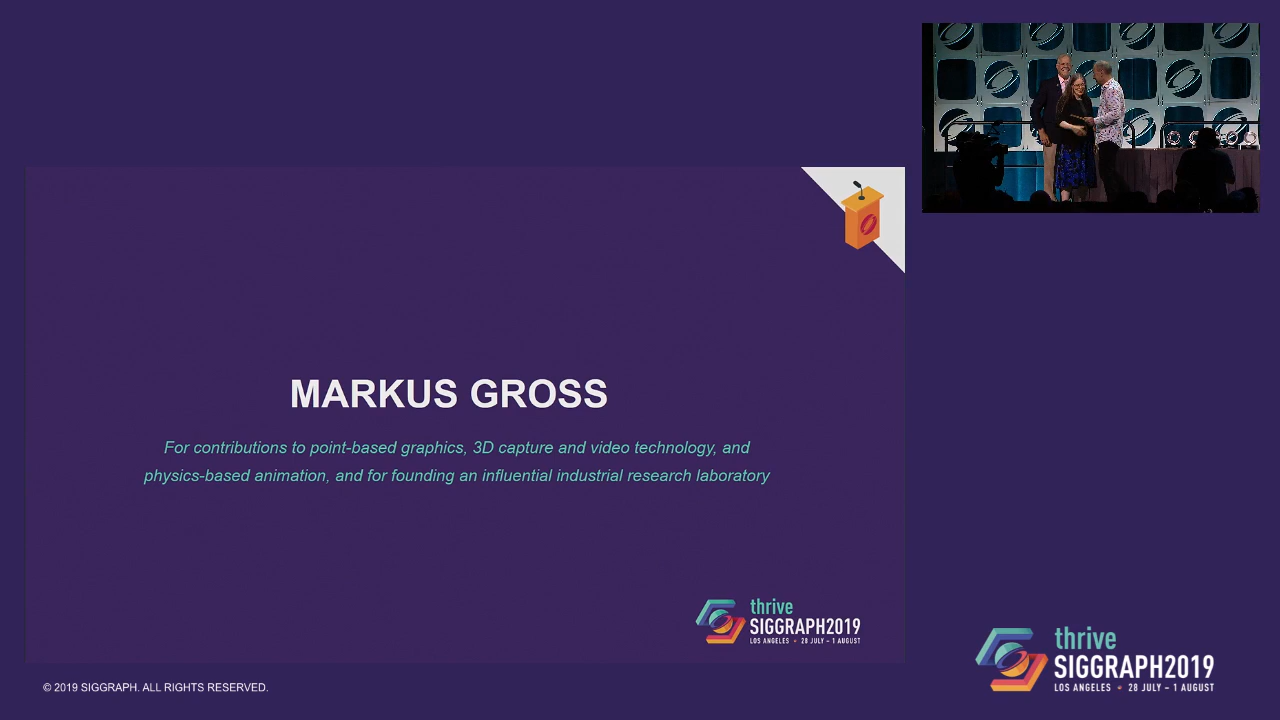 MARKUS GROSS
For contributions to point-based graphics, 3D capture and video technology, and
physics-based animation, and for founding an influential industrial research laboratory
thrive
SIGGRAPH2019
LOS ANGELES • 28 JULY – 1 AUGUST
© 2019 SIGGRAPH. ALL RIGHTS RESERVED.
thrive
SIGGRAPH2019
LOS ANGELES • 28 JULY – 1 AUGUST